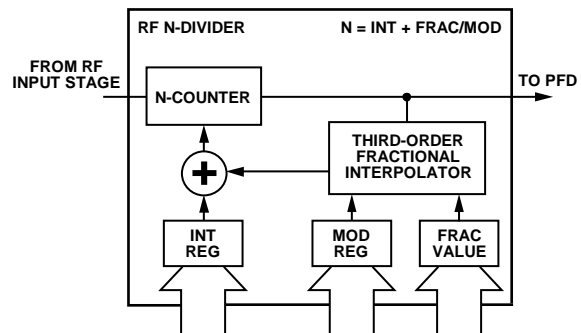 RF N-DIVIDER
N = INT + FRAC/MOD
FROM RF
INPUT STAGE
N-COUNTER
TO PFD
THIRD-ORDER
FRACTIONAL
INTERPOLATOR
+
INT
REG
MOD
REG
FRAC
VALUE